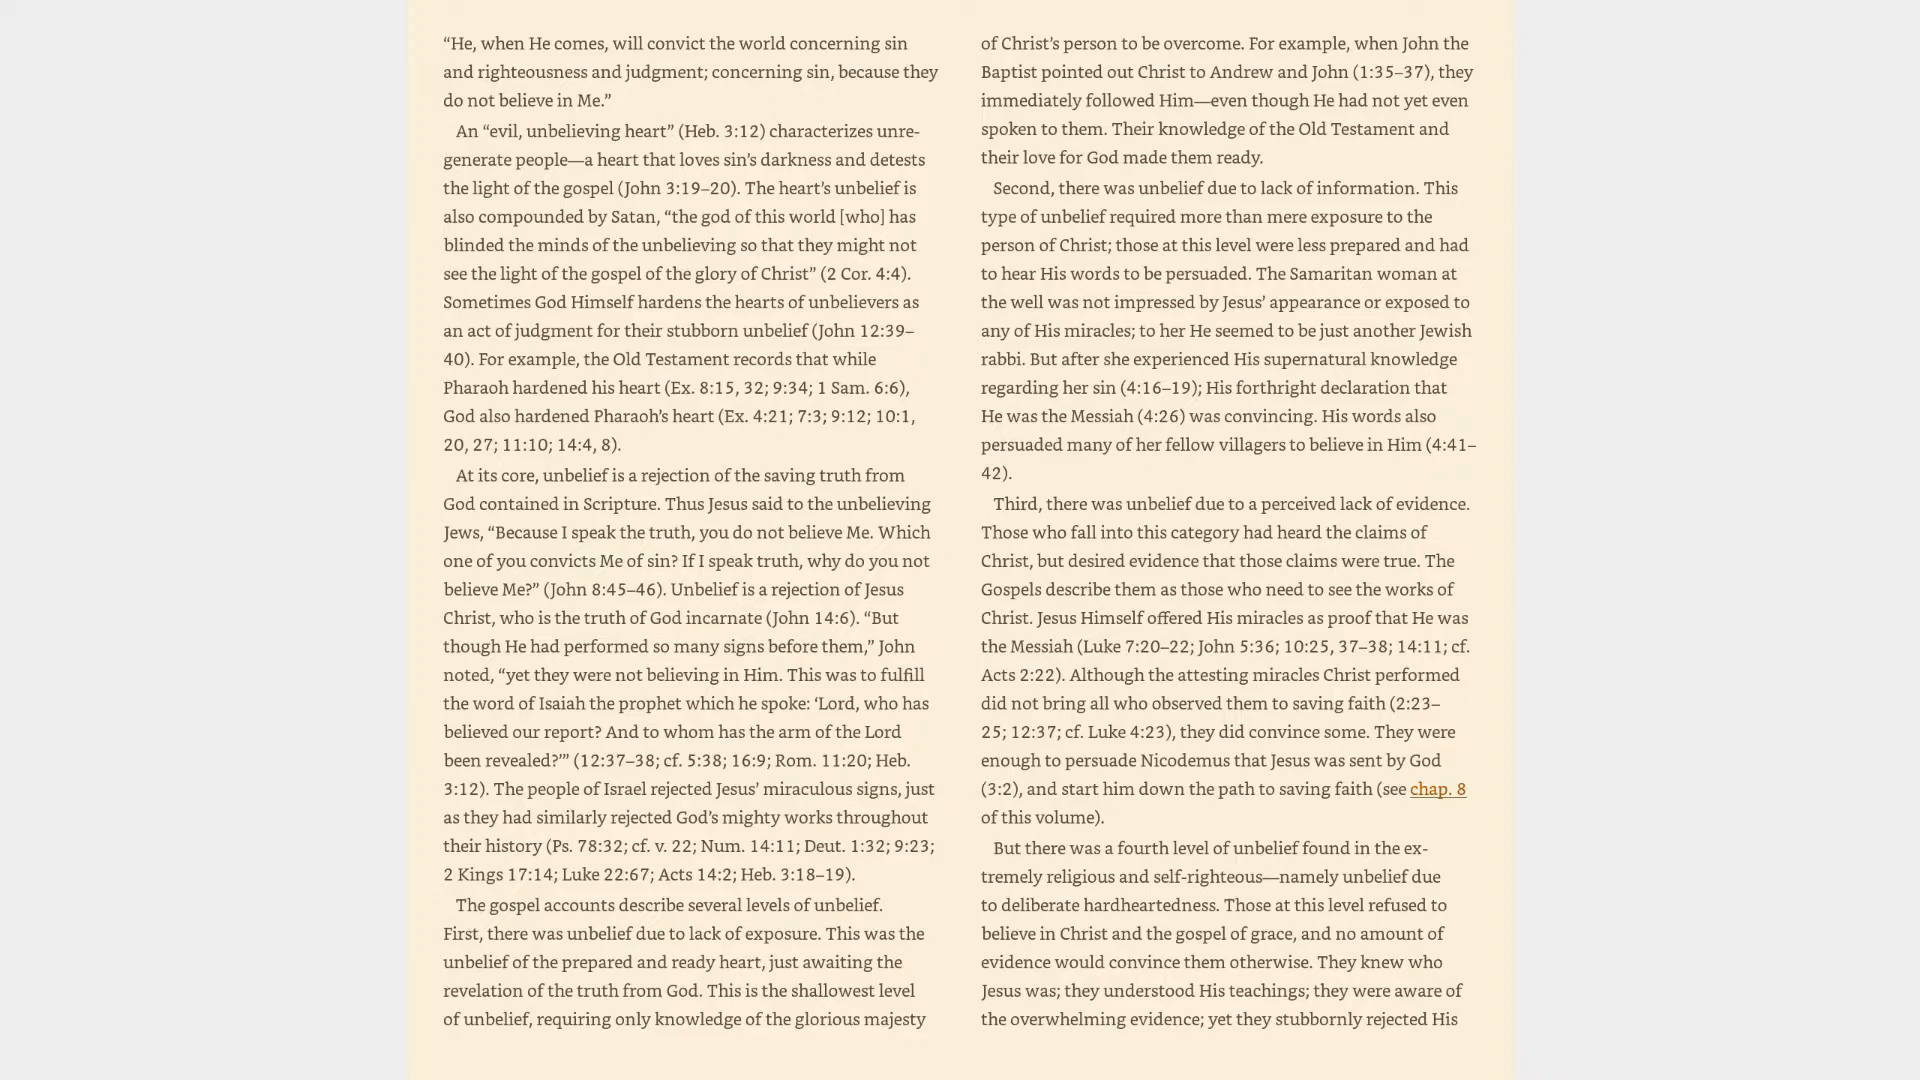 “He, when He comes, will convict the world concerning sin
and righteousness and judgment; concerning sin, because they
do not believe in Me.”
An “evil, unbelieving heart” (Heb. 3:12) characterizes unre-
generate people—a heart that loves sin’s darkness and detests
the light of the gospel (John 3:19–20). The heart’s unbelief is
also compounded by Satan, “the god of this world [who] has
blinded the minds of the unbelieving so that they might not
see the light of the gospel of the glory of Christ” (2 Cor. 4:4).
Sometimes God Himself hardens the hearts of unbelievers as
an act of judgment for their stubborn unbelief (John 12:39–
40). For example, the Old Testament records that while
Pharaoh hardened his heart (Ex. 8:15, 32; 9:34; 1 Sam. 6:6),
God also hardened Pharaoh’s heart (Ex. 4:21; 7:3; 9:12; 10:1,
20, 27; 11:10; 14:4, 8).
At its core, unbelief is a rejection of the saving truth from
God contained in Scripture. Thus Jesus said to the unbelieving
Jews, “Because I speak the truth, you do not believe Me. Which
one of you convicts Me of sin? If I speak truth, why do you not
believe Me?” (John 8:45–46). Unbelief is a rejection of Jesus
Christ, who is the truth of God incarnate (John 14:6). “But
though He had performed so many signs before them,” John
noted, “yet they were not believing in Him. This was to fulfill
the word of Isaiah the prophet which he spoke: ‘Lord, who has
believed our report? And to whom has the arm of the Lord
been revealed?’” (12:37–38; cf. 5:38; 16:9; Rom. 11:20; Heb.
3:12). The people of Israel rejected Jesus’ miraculous signs, just
as they had similarly rejected God’s mighty works throughout
their history (Ps. 78:32; cf. v. 22; Num. 14:11; Deut. 1:32; 9:23;
2 Kings 17:14; Luke 22:67; Acts 14:2; Heb. 3:18–19).
The gospel accounts describe several levels of unbelief.
First, there was unbelief due to lack of exposure. This was the
unbelief of the prepared and ready heart, just awaiting the
revelation of the truth from God. This is the shallowest level
of unbelief, requiring only knowledge of the glorious majesty
of Christ’s person to be overcome. For example, when John the
Baptist pointed out Christ to Andrew and John (1:35–37), they
immediately followed Him—even though He had not yet even
spoken to them. Their knowledge of the Old Testament and
their love for God made them ready.
Second, there was unbelief due to lack of information. This
type of unbelief required more than mere exposure to the
person of Christ; those at this level were less prepared and had
to hear His words to be persuaded. The Samaritan woman at
the well was not impressed by Jesus’ appearance or exposed to
any of His miracles; to her He seemed to be just another Jewish
rabbi. But after she experienced His supernatural knowledge
regarding her sin (4:16–19); His forthright declaration that
He was the Messiah (4:26) was convincing. His words also
persuaded many of her fellow villagers to believe in Him (4:41–
42).
Third, there was unbelief due to a perceived lack of evidence.
Those who fall into this category had heard the claims of
Christ, but desired evidence that those claims were true. The
Gospels describe them as those who need to see the works of
Christ. Jesus Himself offered His miracles as proof that He was
the Messiah (Luke 7:20–22; John 5:36; 10:25, 37–38; 14:11; cf.
Acts 2:22). Although the attesting miracles Christ performed
did not bring all who observed them to saving faith (2:23–
25; 12:37; cf. Luke 4:23), they did convince some. They were
enough to persuade Nicodemus that Jesus was sent by God
(3:2), and start him down the path to saving faith (see chap. 8
of this volume).
But there was a fourth level of unbelief found in the ex-
tremely religious and self-righteous—namely unbelief due
to deliberate hardheartedness. Those at this level refused to
believe in Christ and the gospel of grace, and no amount of
evidence would convince them otherwise. They knew who
Jesus was; they understood His teachings; they were aware of
the overwhelming evidence; yet they stubbornly rejected His